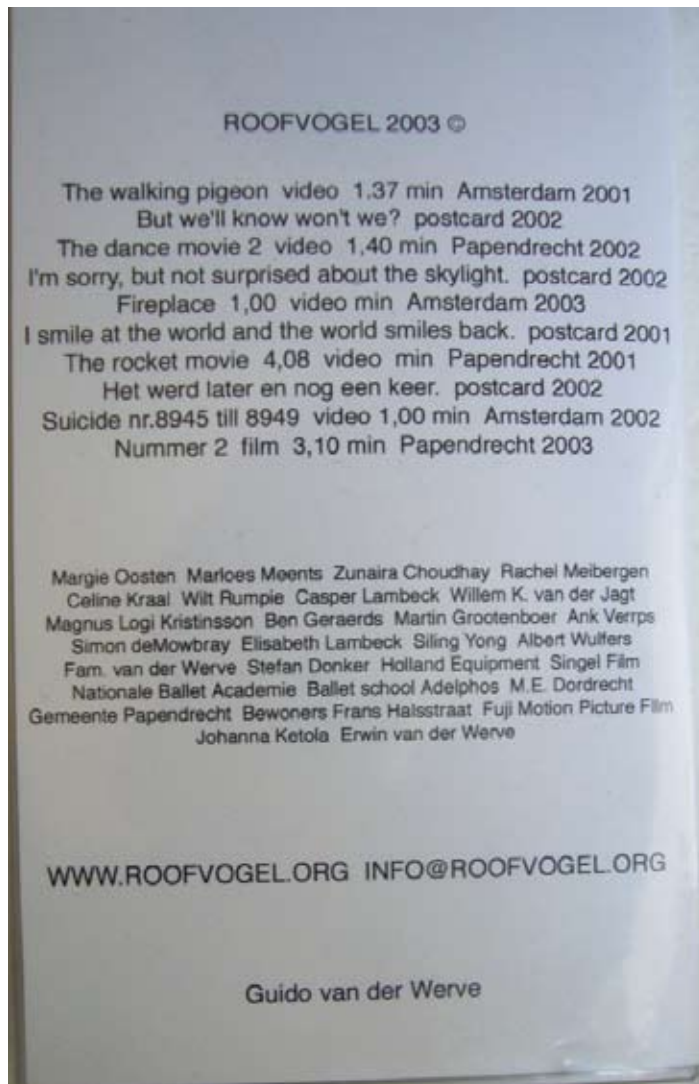 ROOFVOGEL 2003 ©
The walking pigeon video 1.37 min Amsterdam 2001
But we'll know won't we? postcard 2002
The dance movie 2 video 1,40 min Papendrecht 2002
I'm sorry, but not surprised about the skylight. postcard 2002
Fireplace 1,00 video min Amsterdam 2003
I smile at the world and the world smiles back. postcard 2001
The rocket movie 4,08 video min Papendrecht 2001
Het werd later en nog een keer. postcard 2002
Suicide nr.8945 till 8949 video 1,00 min Amsterdam 2002
Nummer 2 film 3,10 min Papendrecht 2003
Margie Oosten Marloes Meents Zunaira Choudhay Rachel Meibergen
Celine Kraal Wilt Rumpie Casper Lambeck Willem K. van der Jagt
Magnus Logi Kristinsson Ben Geraerds Martin Grootenboer Ank Verrps
Simon deMowbray Elisabeth Lambeck Siling Yong Albert Wulfers
Fam. van der Werve Stefan Donker Holland Equipment Singel Film
Nationale Ballet Academie Ballet school Adelphos M.E. Dordrecht
Gemeente Papendrecht Bewoners Frans Halsstraat Fuji Motion Picture Film
Johanna Ketola Erwin van der Werve
WWW.ROOFVOGEL.ORG INFO@ROOFVOGEL.ORG
Guido van der Werve